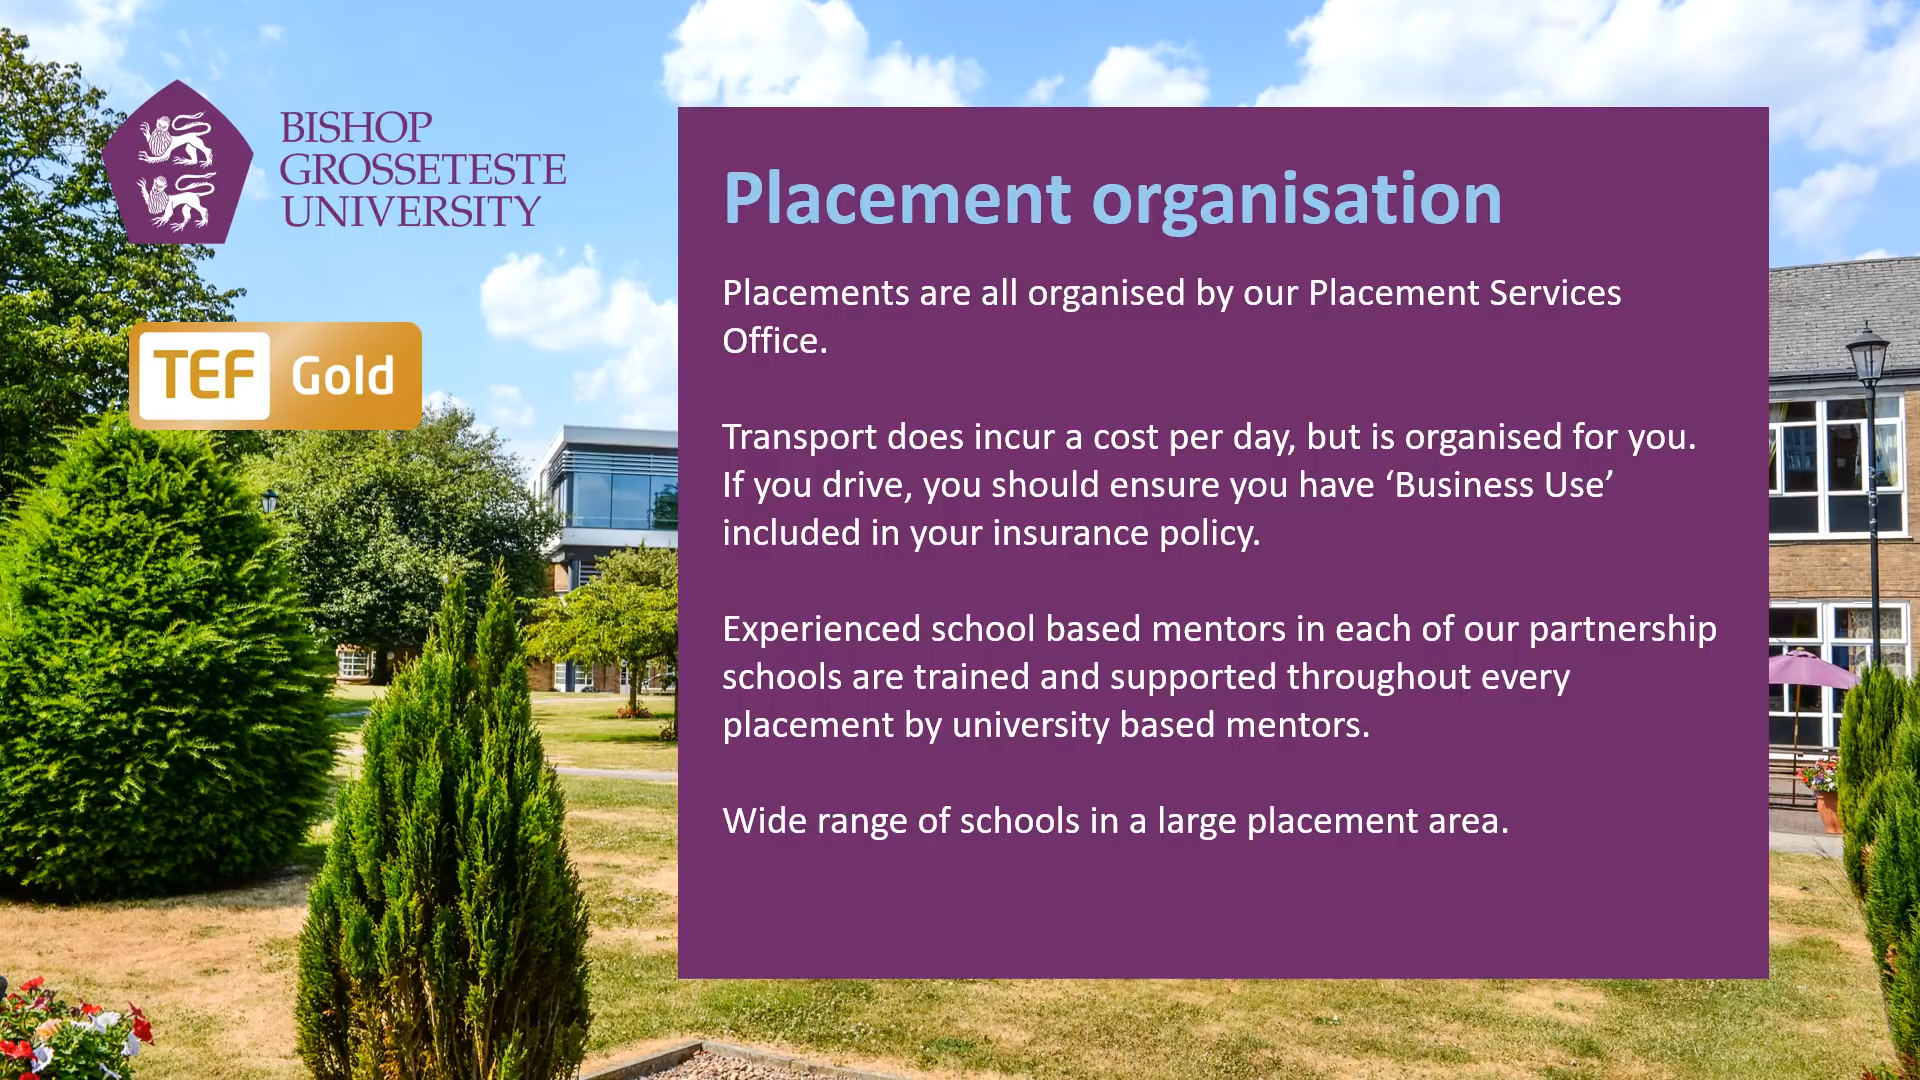 BISHOP
GROSSETESTE
UNIVERSITY
TEF Gold
Placement organisation
Placements are all organised by our Placement Services
Office.
Transport does incur a cost per day, but is organised for you.
If you drive, you should ensure you have ‘Business Use’
included in your insurance policy.
Experienced school based mentors in each of our partnership
schools are trained and supported throughout every
placement by university based mentors.
Wide range of schools in a large placement area.